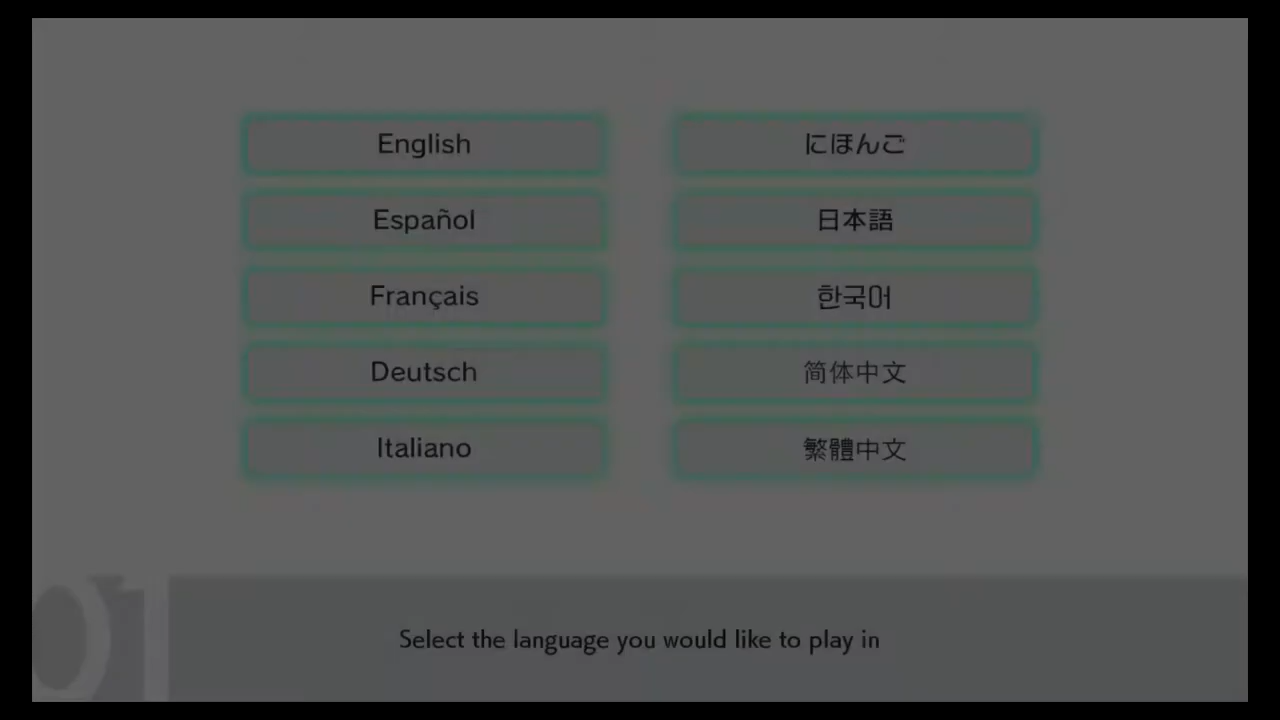 English
Español
Français
Deutsch
Italiano
にほんご
日本語
한국어
简体中文
繁體中文
01
Select the language you would like to play in